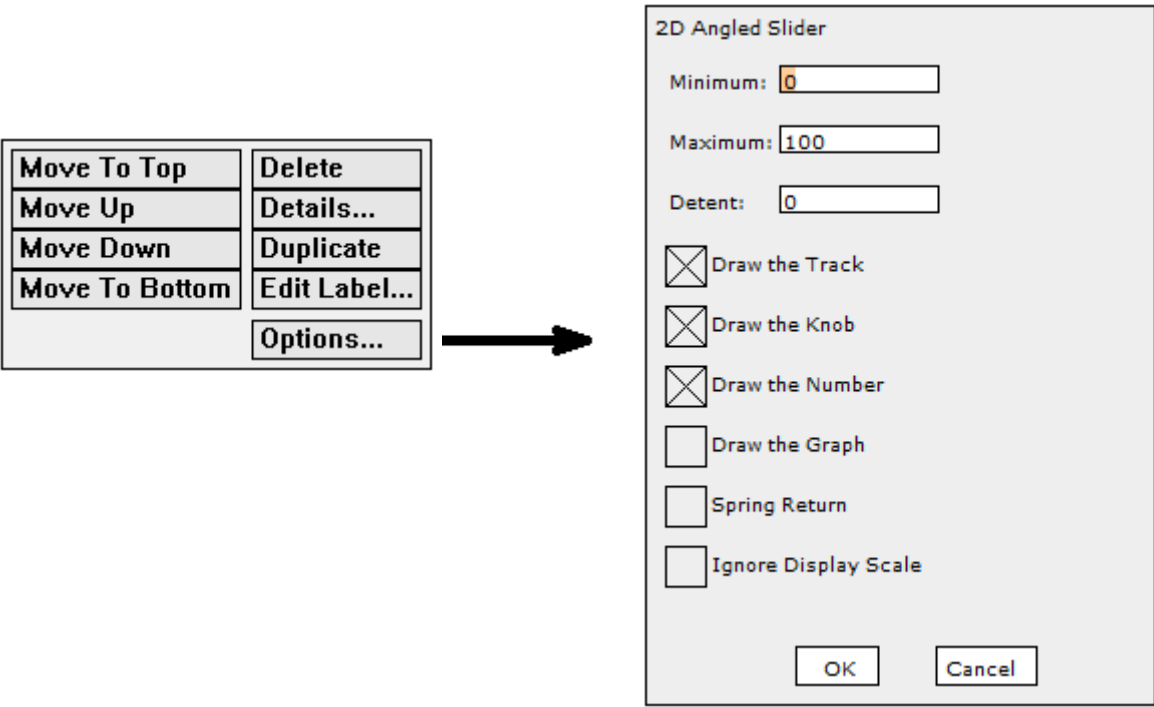 Move To Top
Move Up
Move Down
Move To Bottom
Delete
Details...
Duplicate
Edit Label...
Options...
2D Angled Slider
Minimum: 0
Maximum: 100
Detent: 0
Draw the Track
Draw the Knob
Draw the Number
Draw the Graph
Spring Return
Ignore Display Scale
OK Cancel